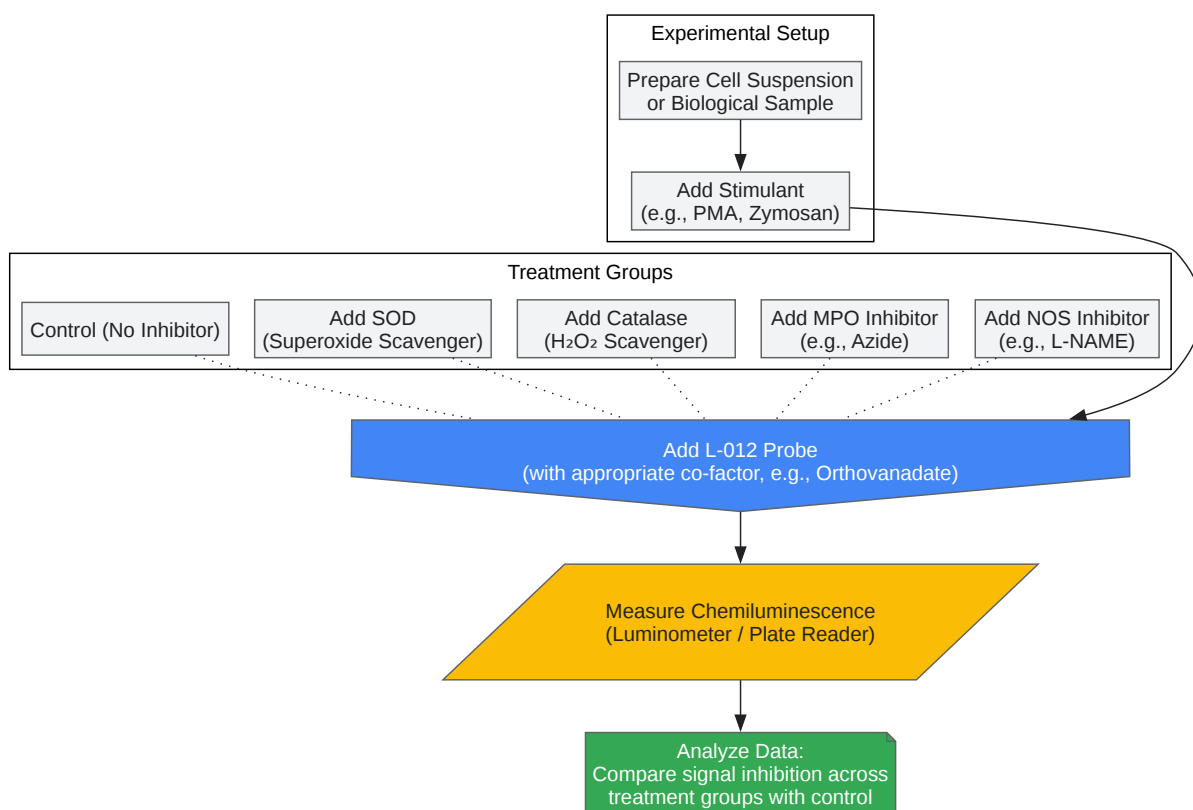 Experimental Setup
Prepare Cell Suspension
or Biological Sample
Add Stimulant
(e.g., PMA, Zymosan)
Treatment Groups
Control (No Inhibitor)
Add SOD
(Superoxide Scavenger)
Add Catalase
(H₂O₂ Scavenger)
Add MPO Inhibitor
(e.g., Azide)
Add NOS Inhibitor
(e.g., L-NAME)
Add L-012 Probe
(with appropriate co-factor, e.g., Orthovanadate)
Measure Chemiluminescence
(Luminometer / Plate Reader)
Analyze Data:
Compare signal inhibition across
treatment groups with control